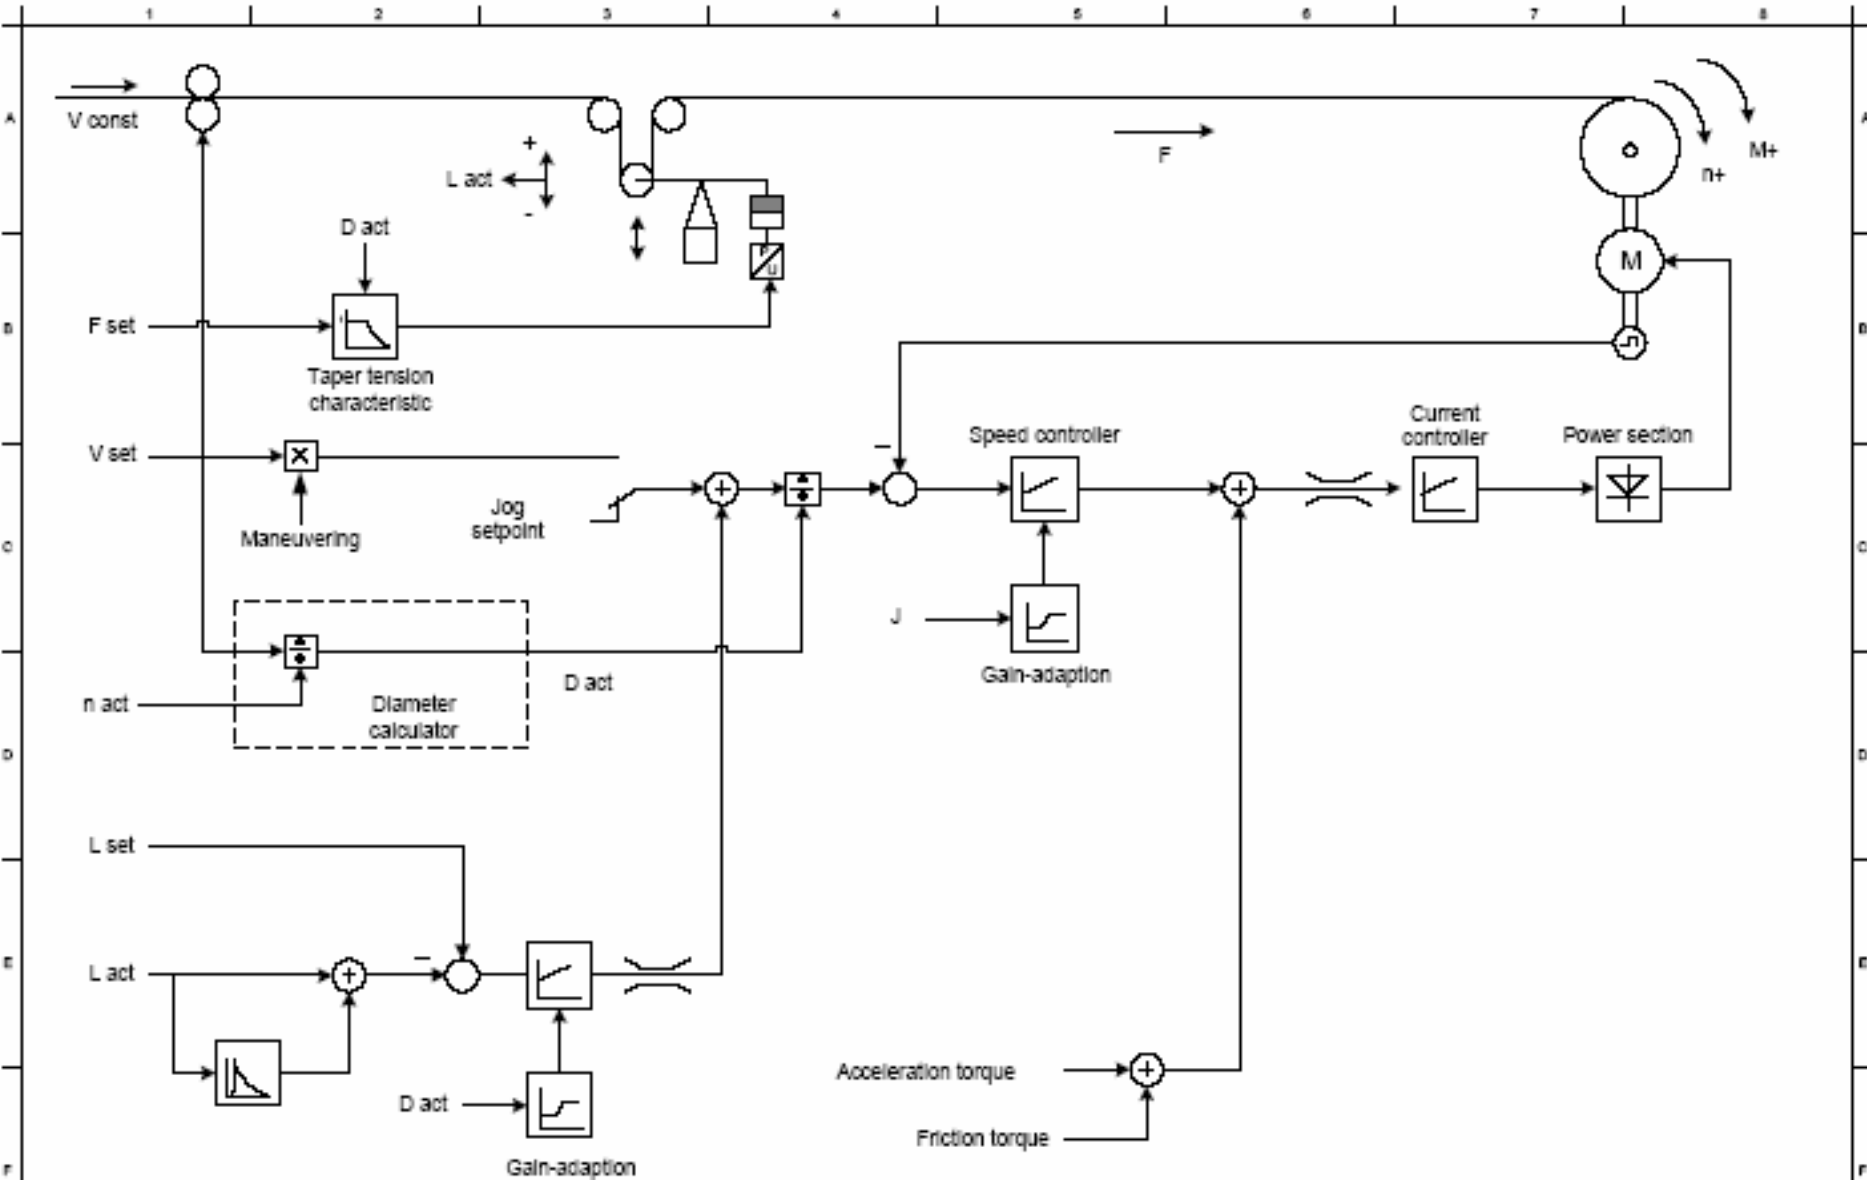 1 2 3 4 5 6 7 8
A A
V const
F
M+
n+
+
L act
-
D act
M
u
F set
B B
Taper tension
characteristic
Current
controller
Speed controller
Power section
V set
−
Jog
setpoint
Maneuvering
C C
J
Gain-adaption
D act
n act
Diameter
calculator
D D
L set
L act
−
E E
Acceleration torque
D act
Friction torque
Gain-adaption
F F